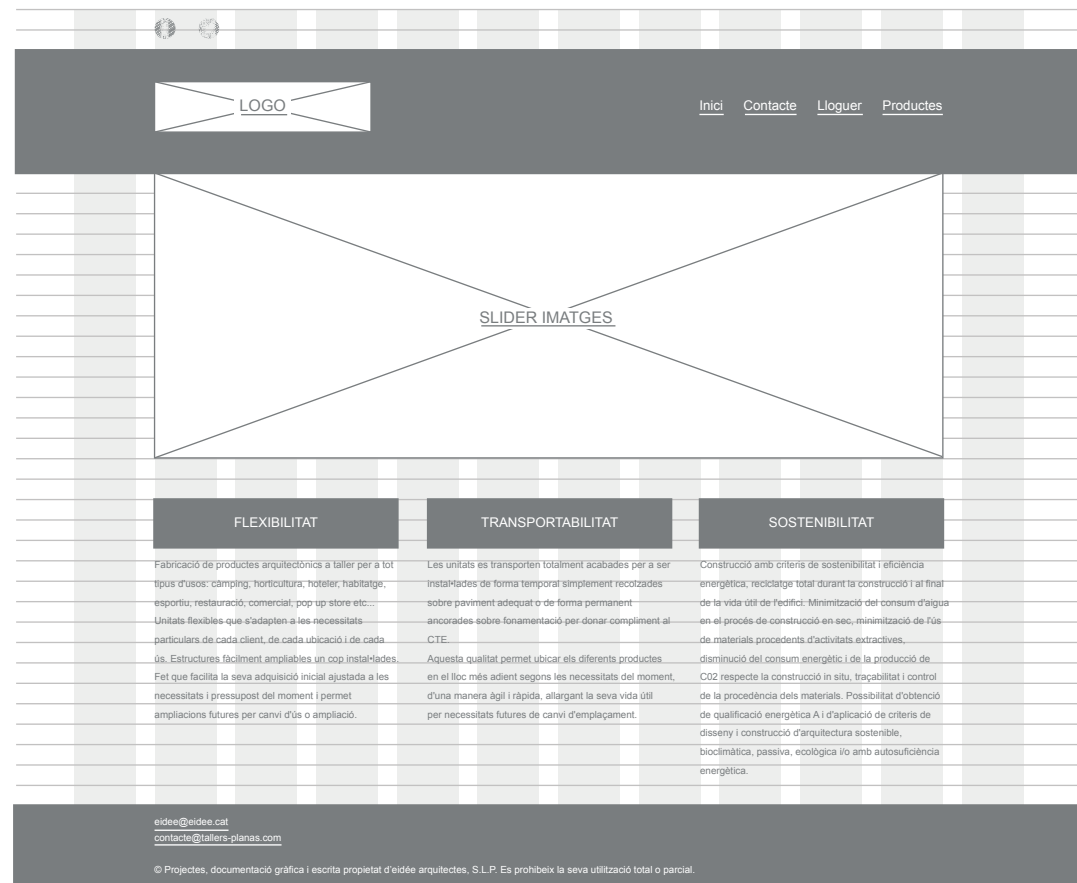 LOGO
Inici Contacte Lloguer Productes
SLIDER IMATGES
FLEXIBILITAT
Fabricació de productes arquitectònics a taller per a tot
tipus d'usos: càmping, horticultura, hoteler, habitatge,
esportiu, restauració, comercial, pop up store etc...
Unitats flexibles que s'adapten a les necessitats
particulars de cada client, de cada ubicació i de cada
ús. Estructures fàcilment ampliables un cop instal•lades.
Fet que facilita la seva adquisició inicial ajustada a les
necessitats i pressupost del moment i permet
ampliacions futures per canvi d'ús o ampliació.
TRANSPORTABILITAT
Les unitats es transporten totalment acabades per a ser
instal•lades de forma temporal simplement recolzades
sobre paviment adequat o de forma permanent
ancorades sobre fonamentació per donar compliment al
CTE.
Aquesta qualitat permet ubicar els diferents productes
en el lloc més adient segons les necessitats del moment,
d'una manera àgil i ràpida, allargant la seva vida útil
per necessitats futures de canvi d'emplaçament.
SOSTENIBILITAT
Construcció amb criteris de sostenibilitat i eficiència
energètica, reciclatge total durant la construcció i al final
de la vida útil de l'edifici. Minimització del consum d'aigua
en el procés de construcció en sec, minimització de l'ús
de materials procedents d'activitats extractives,
disminució del consum energètic i de la producció de
C02 respecte la construcció in situ, traçabilitat i control
de la procedència dels materials. Possibilitat d'obtenció
de qualificació energètica A i d'aplicació de criteris de
disseny i construcció d'arquitectura sostenible,
bioclimàtica, passiva, ecològica i/o amb autosuficiència
energètica.
eidee@eidee.cat
contacte@tallers-planas.com
© Projectes, documentació gràfica i escrita propietat d'eidée arquitectes, S.L.P. Es prohibeix la seva utilització total o parcial.